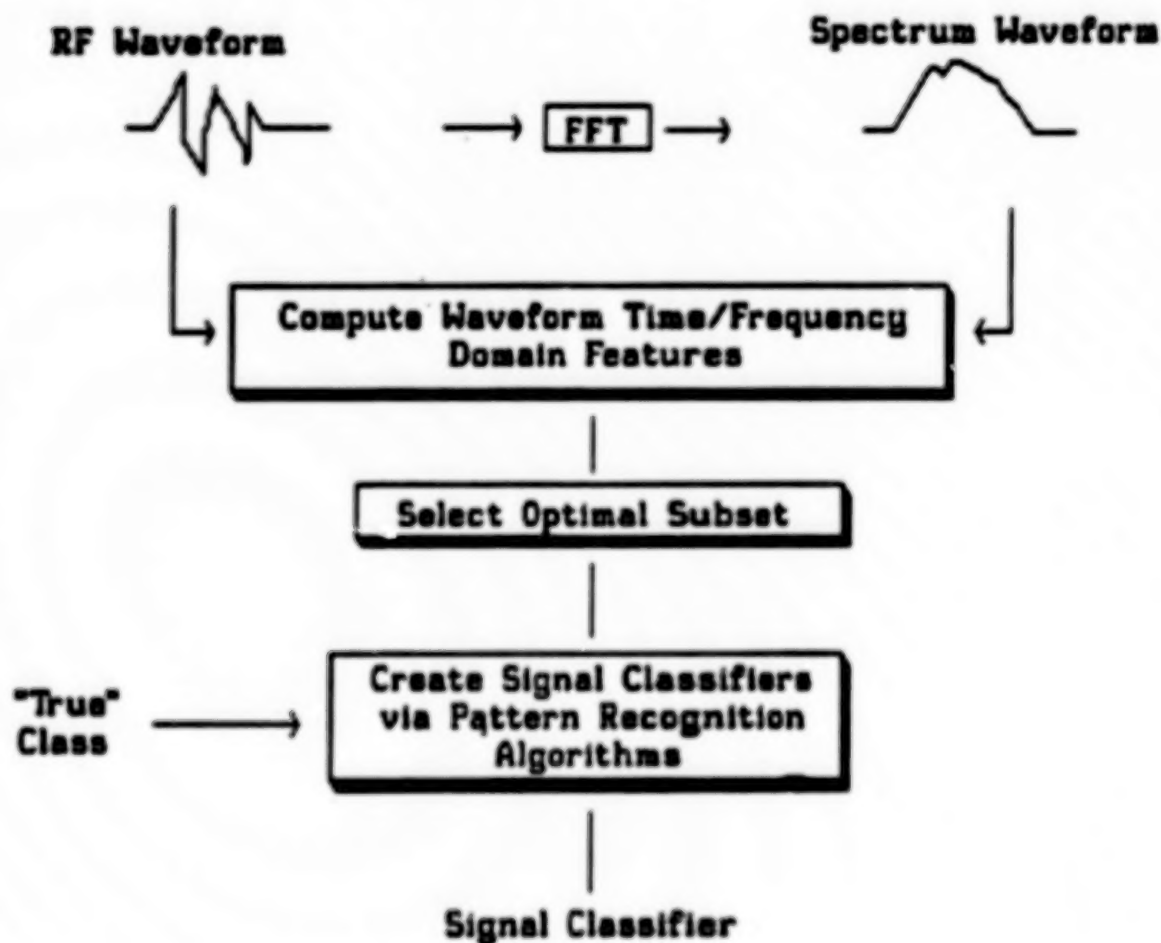 RF Waveform
Spectrum Waveform
FFT
Compute Waveform Time/Frequency
Domain Features
Select Optimal Subset
"True"
Class
Create Signal Classifiers
via Pattern Recognition
Algorithms
Signal Classifier